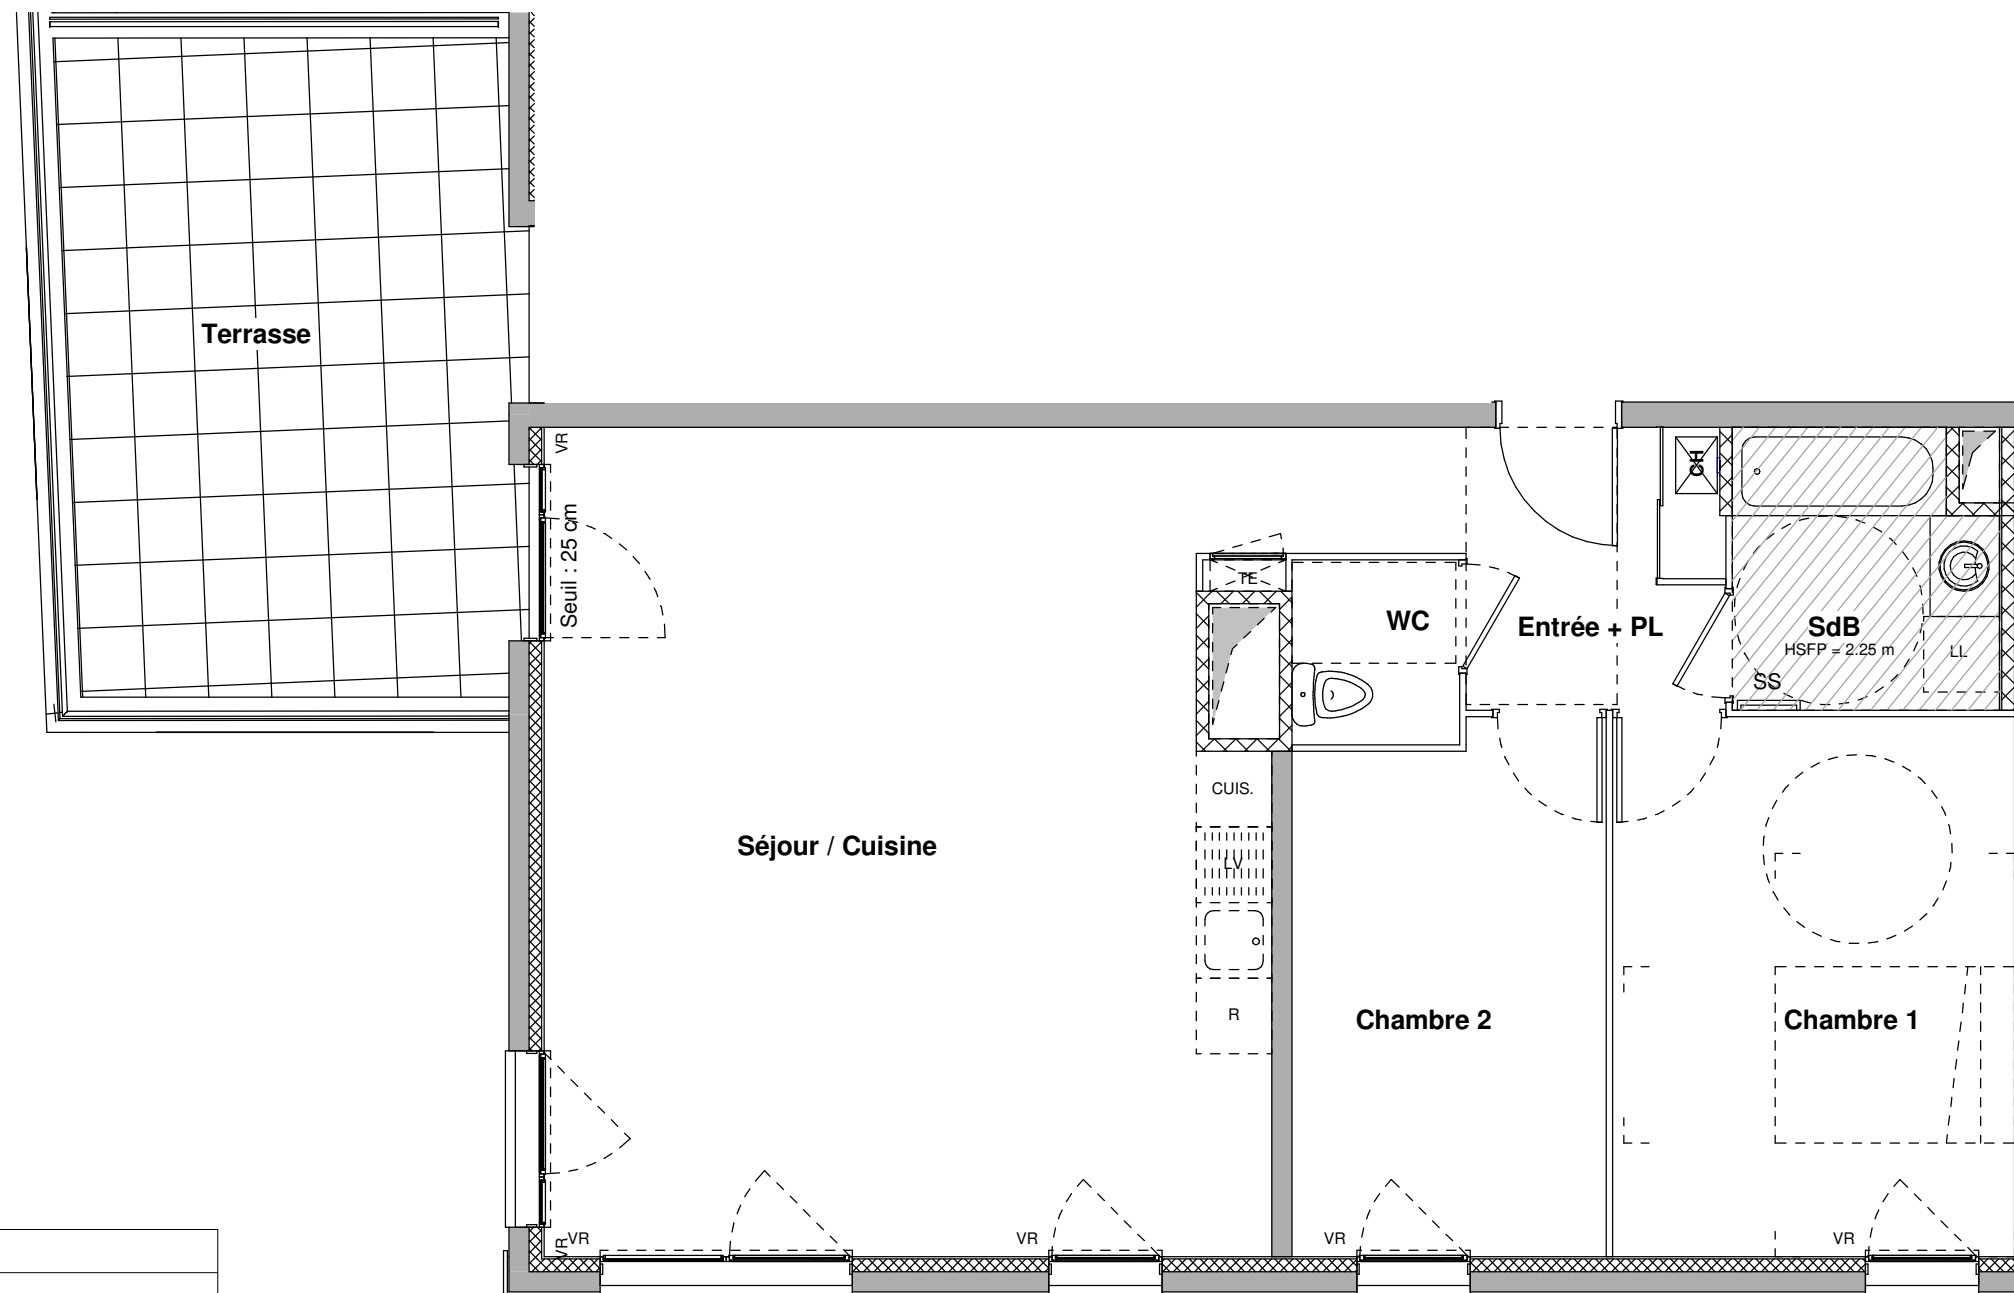 Terrasse
VR
Seuil : 25 cm
CH
TE
WC
Entrée + PL
SdB
HSFP = 2.25 m
LL
SS
CUIS.
LV
Séjour / Cuisine
R
Chambre 2
Chambre 1
VR
VR
VR
VR
VR